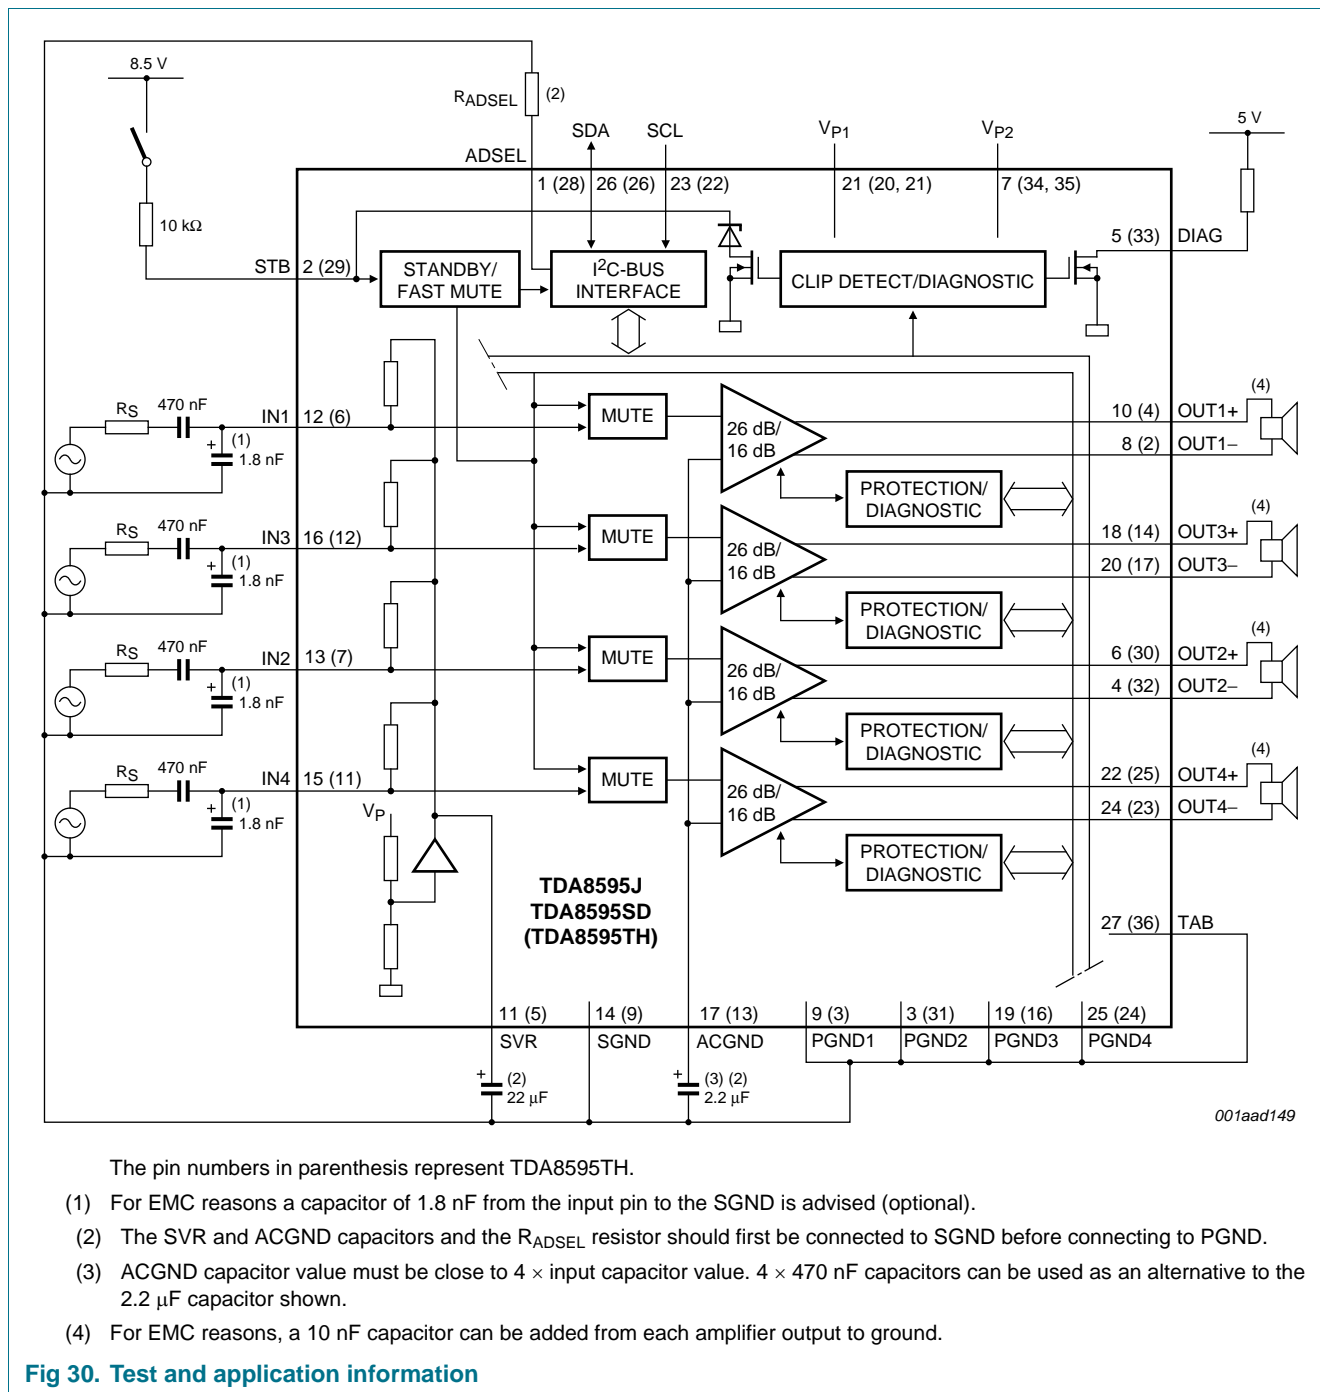 8.5 V
RADSEL
(2)
5 V
SDA
SCL
VP1
VP2
ADSEL
1 (28)
26 (26)
23 (22)
21 (20, 21)
7 (34, 35)
10 kΩ
5 (33)
DIAG
STB
2 (29)
STANDBY/
FAST MUTE
I2C-BUS
INTERFACE
CLIP DETECT/DIAGNOSTIC
RS
470 nF
IN1
12 (6)
+
(1)
1.8 nF
MUTE
26 dB/
16 dB
10 (4)
OUT1+
(4)
8 (2)
OUT1−
PROTECTION/
DIAGNOSTIC
RS
470 nF
IN3
16 (12)
+
(1)
1.8 nF
MUTE
26 dB/
16 dB
18 (14)
OUT3+
(4)
20 (17)
OUT3−
PROTECTION/
DIAGNOSTIC
RS
470 nF
IN2
13 (7)
+
(1)
1.8 nF
MUTE
26 dB/
16 dB
6 (30)
OUT2+
(4)
4 (32)
OUT2−
PROTECTION/
DIAGNOSTIC
RS
470 nF
IN4
15 (11)
+
(1)
1.8 nF
VP
MUTE
26 dB/
16 dB
22 (25)
OUT4+
(4)
24 (23)
OUT4−
PROTECTION/
DIAGNOSTIC
TDA8595J
TDA8595SD
(TDA8595TH)
27 (36)
TAB
11 (5)
14 (9)
17 (13)
9 (3)
3 (31)
19 (16)
25 (24)
SVR
SGND
ACGND
PGND1
PGND2
PGND3
PGND4
+
(2)
22 μF
+
(3) (2)
2.2 μF
001aad149
The pin numbers in parenthesis represent TDA8595TH.
(1) For EMC reasons a capacitor of 1.8 nF from the input pin to the SGND is advised (optional).
(2) The SVR and ACGND capacitors and the RADSEL resistor should first be connected to SGND before connecting to PGND.
(3) ACGND capacitor value must be close to 4 × input capacitor value. 4 × 470 nF capacitors can be used as an alternative to the
2.2 μF capacitor shown.
(4) For EMC reasons, a 10 nF capacitor can be added from each amplifier output to ground.
Fig 30. Test and application information